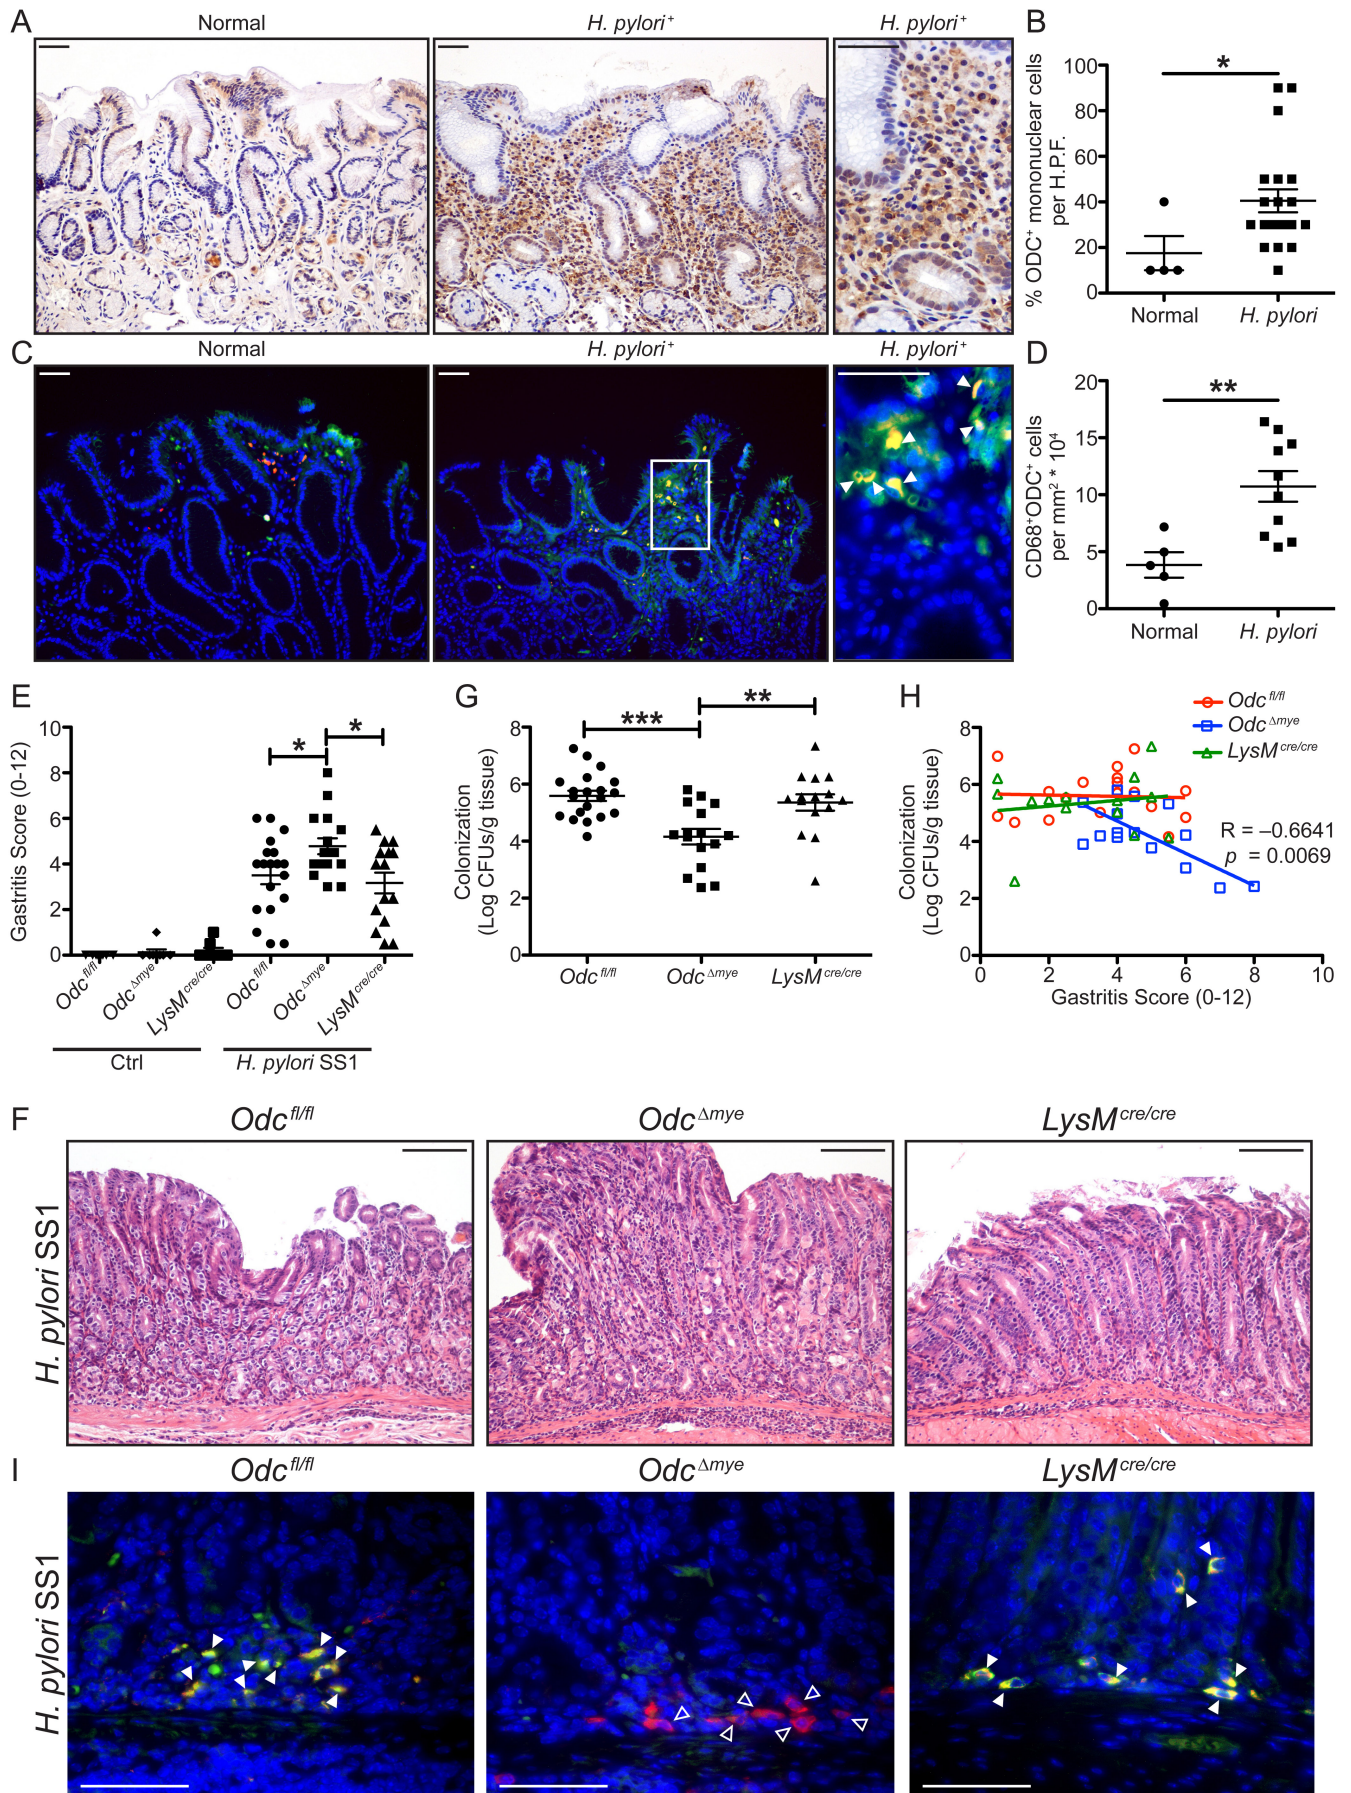 A
Normal
H. pylori⁺
H. pylori⁺
B
% ODC⁺ mononuclear cells
per H.P.F.
100
80
60
40
20
0
*
Normal
H. pylori
C
Normal
H. pylori⁺
H. pylori⁺
D
CD68⁺ODC⁺ cells
per mm² * 10⁴
20
15
10
5
0
**
Normal
H. pylori
E
Gastritis Score (0-12)
10
8
6
4
2
0
*
*
Odc fl/fl
Odc Δmye
LysM cre/cre
Odc fl/fl
Odc Δmye
LysM cre/cre
Ctrl
H. pylori SS1
G
Colonization
(Log CFUs/g tissue)
8
6
4
2
0
***
**
Odc fl/fl
Odc Δmye
LysM cre/cre
H
Odc fl/fl
Odc Δmye
LysM cre/cre
Colonization
(Log CFUs/g tissue)
8
6
4
2
0
R = –0.6641
p = 0.0069
0 2 4 6 8 10
Gastritis Score (0-12)
F
Odc fl/fl
Odc Δmye
LysM cre/cre
H. pylori SS1
I
Odc fl/fl
Odc Δmye
LysM cre/cre
H. pylori SS1